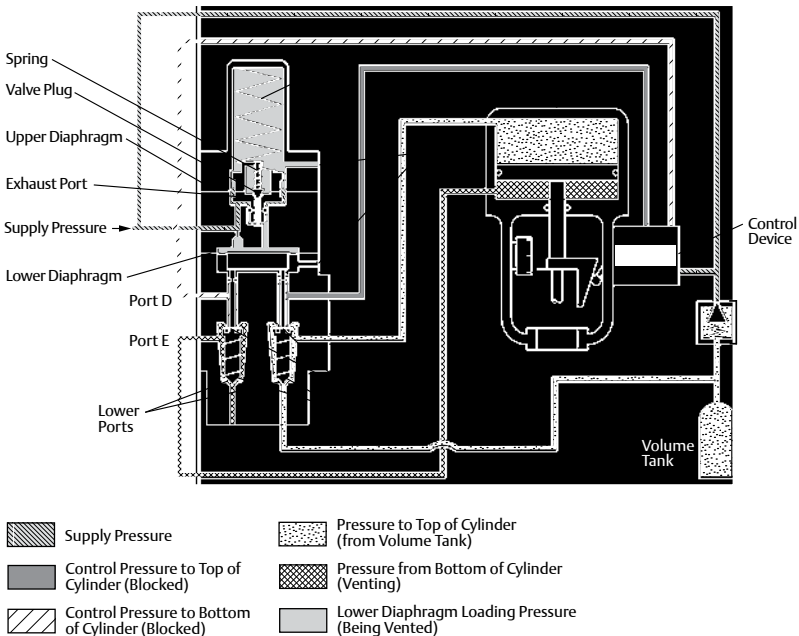 Spring
Valve Plug
Upper Diaphragm
Exhaust Port
Supply Pressure
Lower Diaphragm
Port D
Port E
Lower
Ports
Control
Device
Volume
Tank
Supply Pressure
Control Pressure to Top of
Cylinder (Blocked)
Control Pressure to Bottom
of Cylinder (Blocked)
Pressure to Top of Cylinder
(from Volume Tank)
Pressure from Bottom of Cylinder
(Venting)
Lower Diaphragm Loading Pressure
(Being Vented)